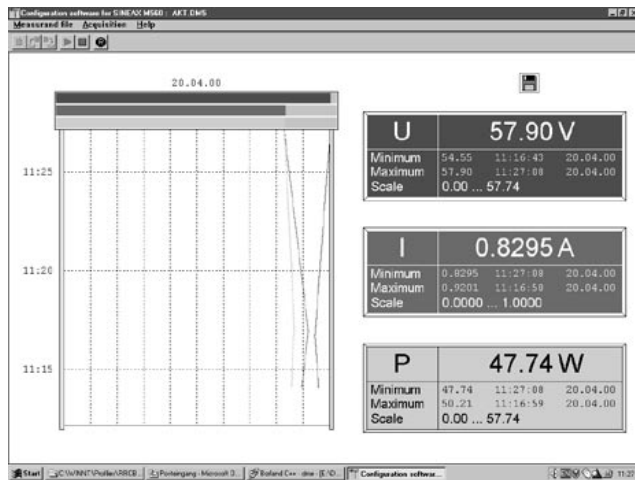 Configuration software for SINEAX M560 : AKT.DMS
Measurand file Acquisition Help
20.04.00
11:25
11:20
11:15
U 57.90 V
Minimum 54.55 11:16:43 20.04.00
Maximum 57.90 11:27:08 20.04.00
Scale 0.00 ... 57.74
I 0.8295 A
Minimum 0.8295 11:27:08 20.04.00
Maximum 0.9201 11:16:50 20.04.00
Scale 0.0000 ... 1.0000
P 47.74 W
Minimum 47.74 11:27:08 20.04.00
Maximum 50.21 11:16:59 20.04.00
Scale 0.00 ... 57.74
Start Posteingang - Microsoft O... Borland C++ Configuration softwar... 11:27